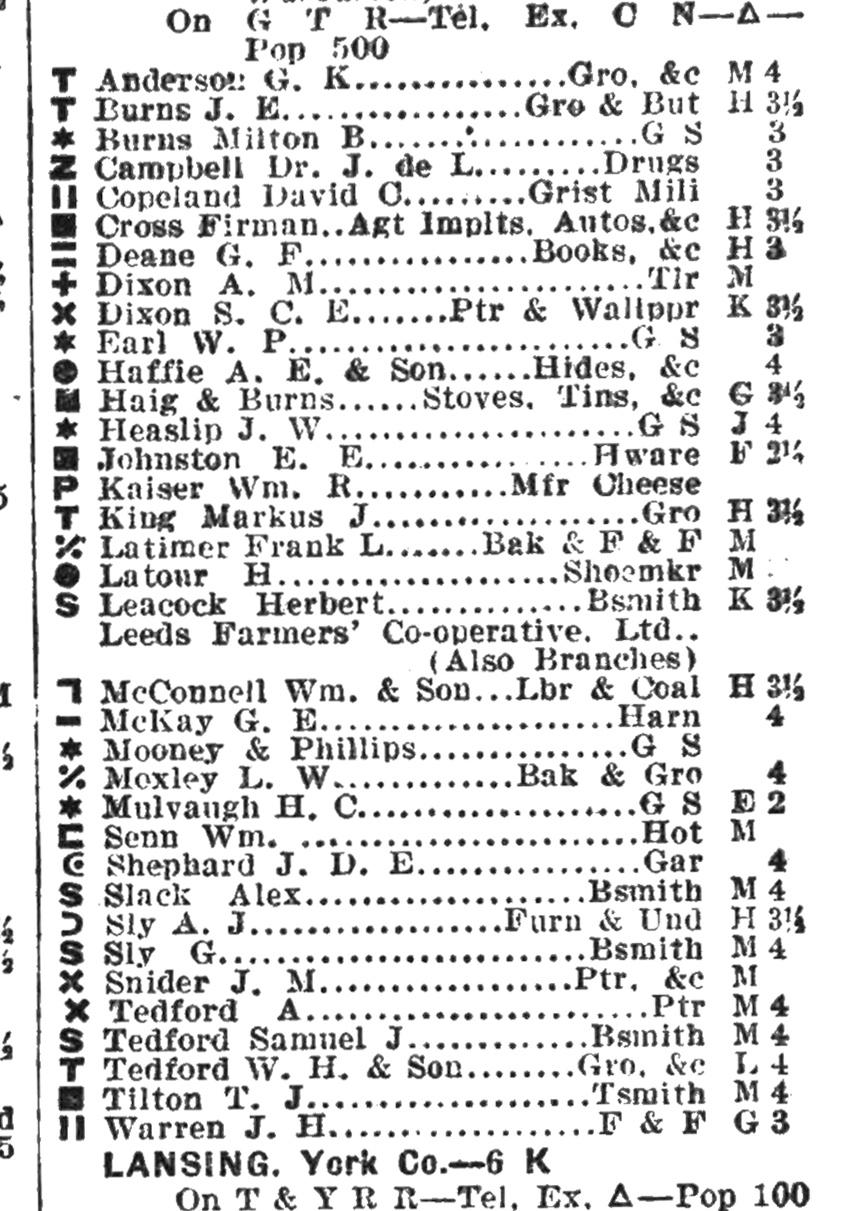 On G T R—Tel, Ex, C N—Δ—
Pop 500
T Anderson G. K...............Gro, &c M 4
T Burns J. E.................Gro & But H 3½
* Burns Milton B...................G S 3
Z Campbell Dr. J. de L.........Drugs 3
II Copeland David C.........Grist Mill 3
■ Cross Firman..Agt Implts, Autos,&c H 3½
= Deane G. F................Books, &c H 3
+ Dixon A. M........................Tlr M
X Dixon S. C. E.......Ptr & Wallppr K 3½
* Earl W. P.........................G S 3
● Haffie A. E. & Son......Hides, &c 4
■ Haig & Burns......Stoves, Tins, &c G 3½
* Heaslip J. W......................G S J 4
■ Johnston E. E................Hware F 2½
P Kaiser Wm. R...........Mfr Cheese
T King Markus J...................Gro H 3½
٪ Latimer Frank L.......Bak & F & F M
● Latour H....................Shoemkr M
S Leacock Herbert..............Bsmith K 3½
Leeds Farmers' Co-operative, Ltd..
(Also Branches)
┐ McConnell Wm. & Son...Lbr & Coal H 3½
– McKay G. E......................Harn 4
* Mooney & Phillips...............G S
٪ Moxley L. W.............Bak & Gro 4
* Mulvaugh H. C....................G S E 2
⊏ Senn Wm. ........................Hot M
Shephard J. D. E................Gar 4
S Slack Alex....................Bsmith M 4
Ɔ Sly A. J..................Furn & Und H 3½
S Sly G..........................Bsmith M 4
X Snider J. M..................Ptr, &c M
X Tedford A.........................Ptr M 4
S Tedford Samuel J.............Bsmith M 4
T Tedford W. H. & Son........Gro, &c L 4
■ Tilton T. J....................Tsmith M 4
II Warren J. H...................F & F G 3
LANSING, York Co.—6 K
On T & Y R R—Tel, Ex, Δ—Pop 100